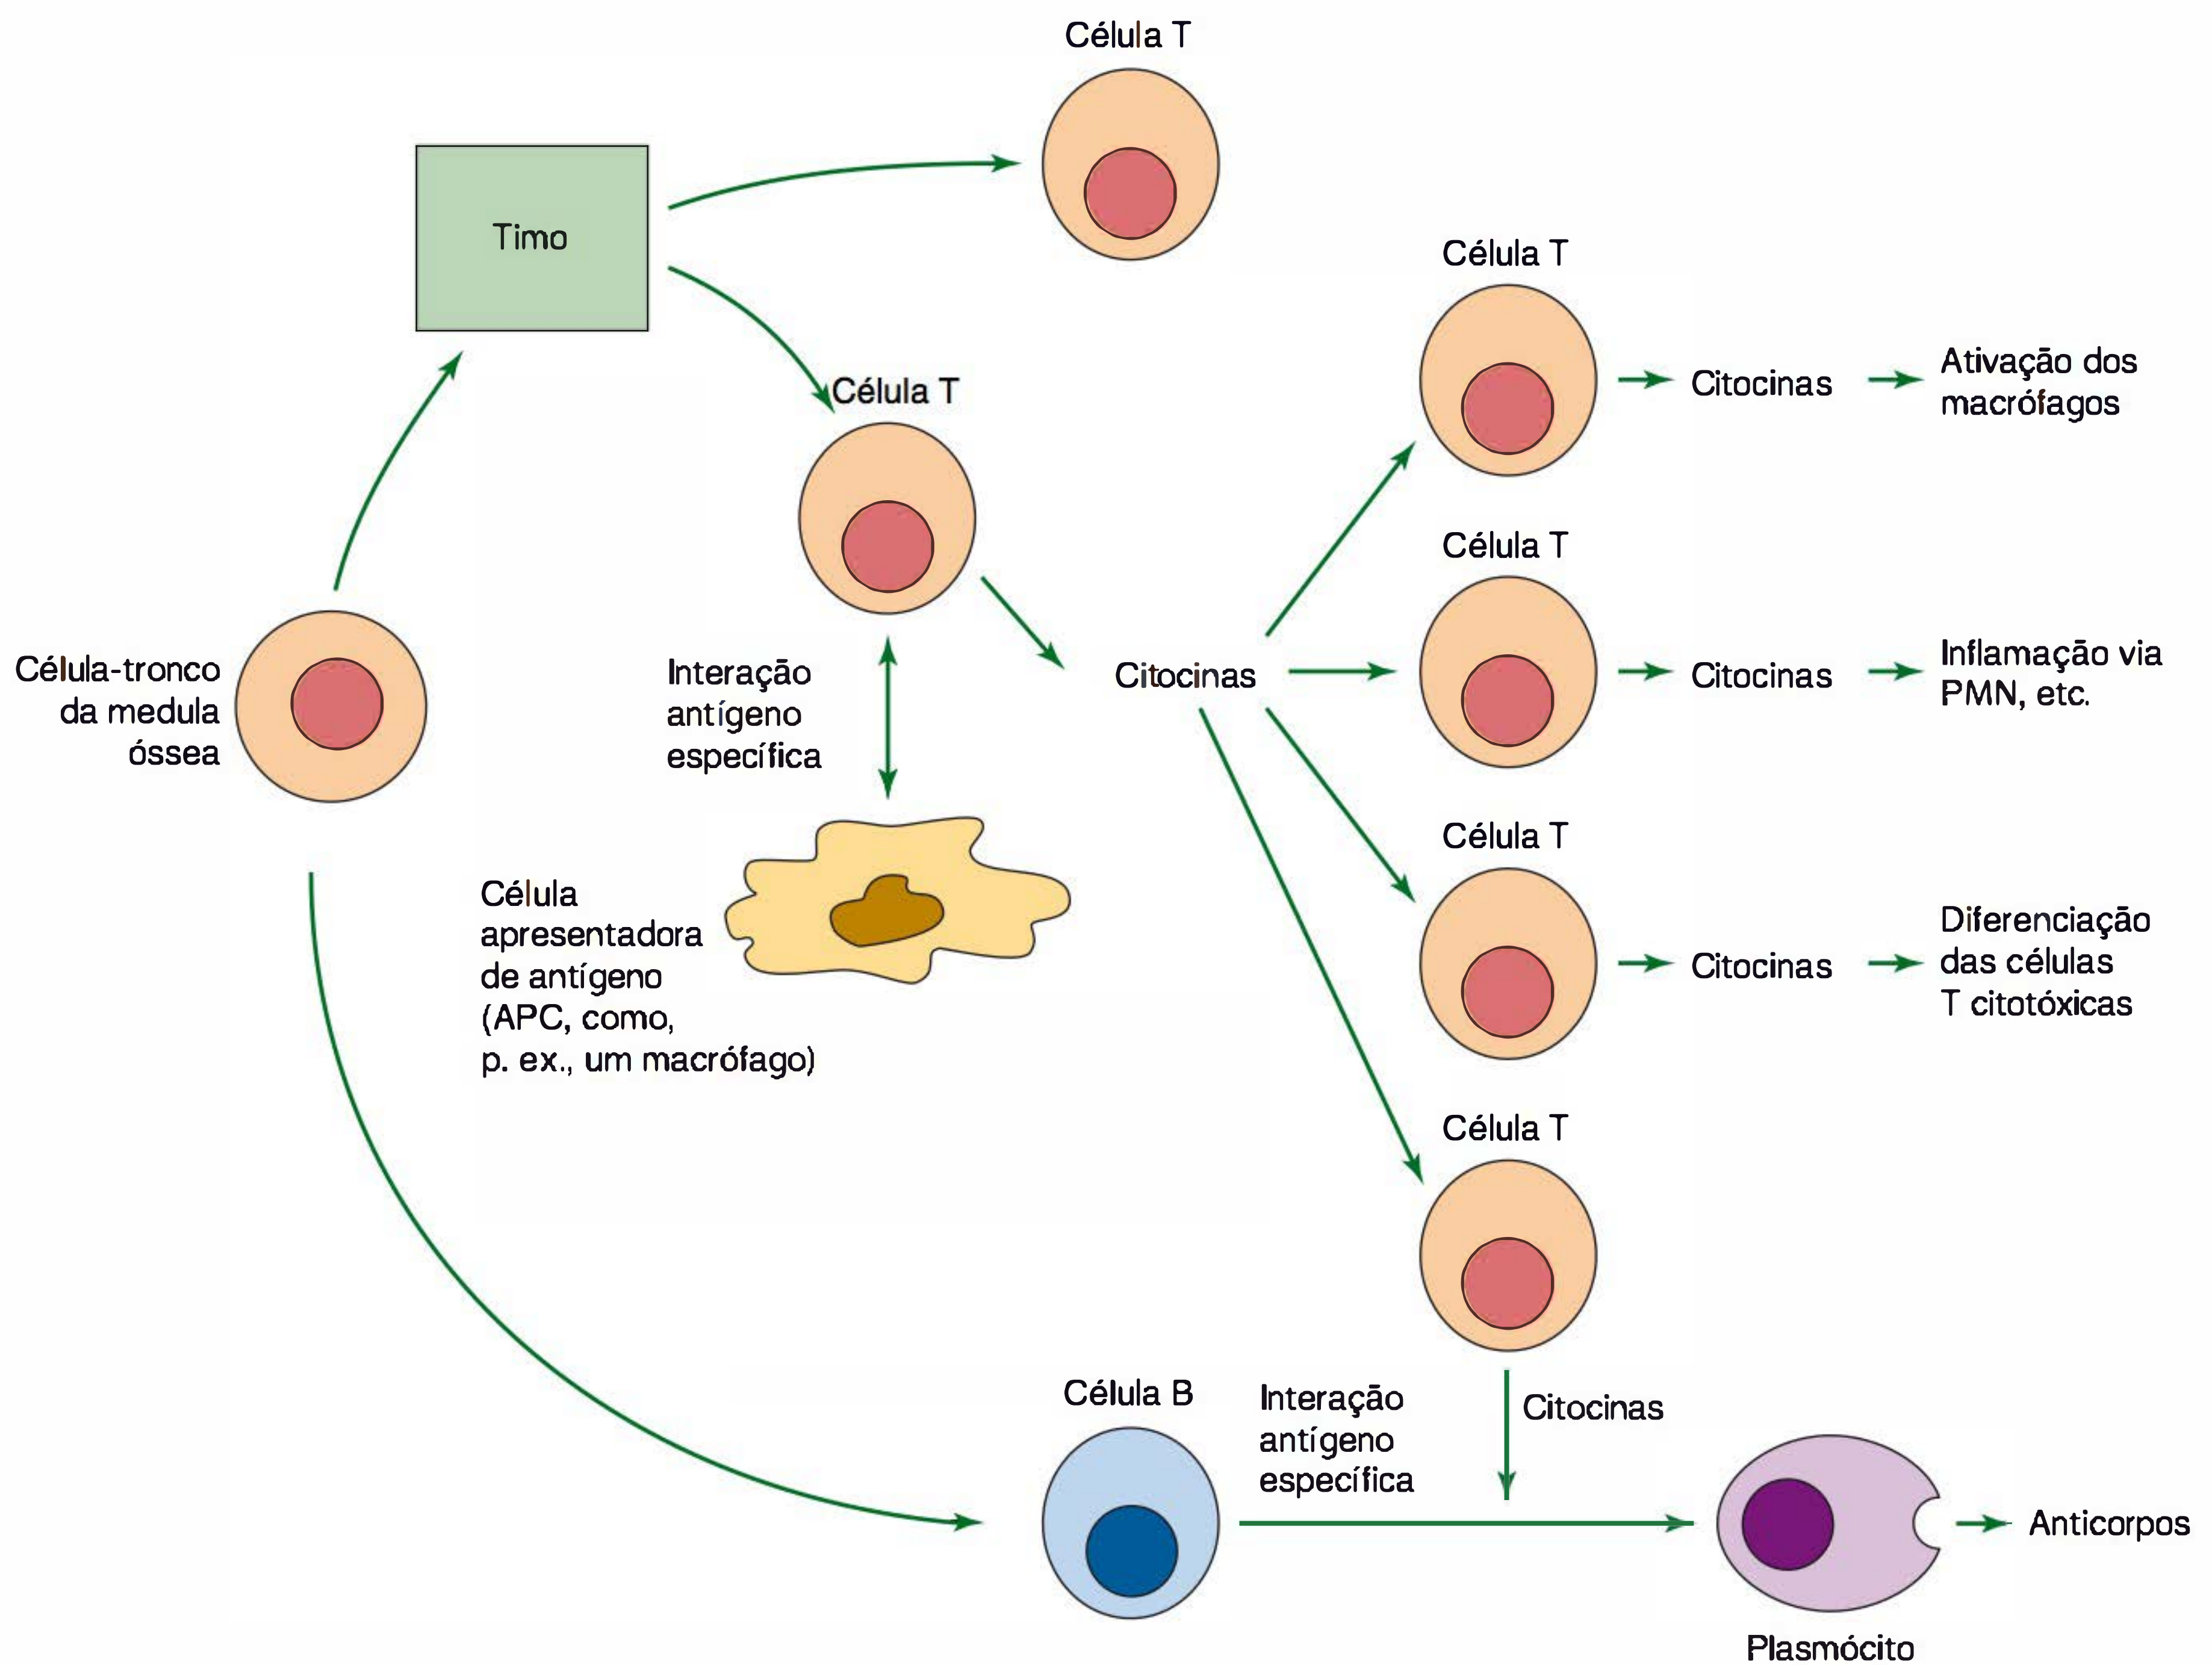 Célula T
Timo
Célula T
Célula T
Citocinas
Ativação dos
macrófagos
Célula-tronco
da medula
óssea
Interação
antígeno
específica
Citocinas
Célula T
Citocinas
Inflamação via
PMN, etc.
Célula
apresentadora
de antígeno
(APC, como,
p. ex., um macrófago)
Célula T
Citocinas
Diferenciação
das células
T citotóxicas
Célula T
Célula B
Interação
antígeno
específica
Citocinas
Anticorpos
Plasmócito